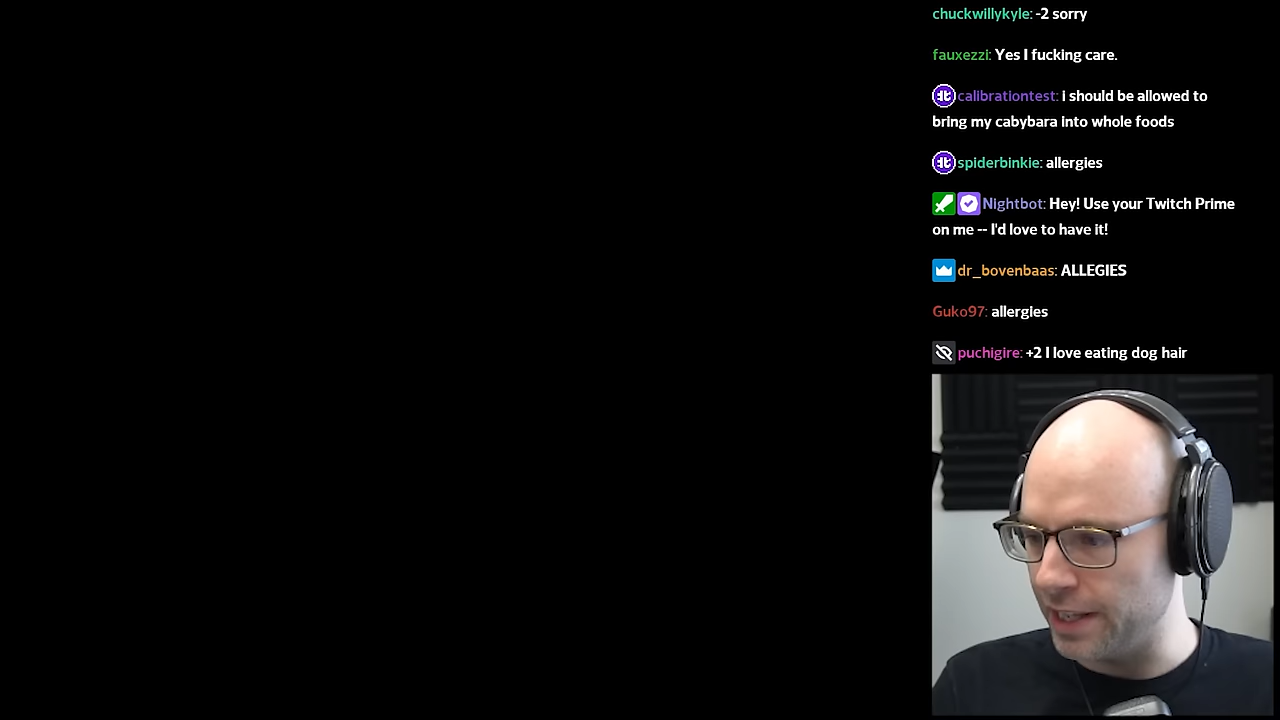 chuckwillykyle: -2 sorry
fauxezzi: Yes I fucking care.
calibrationtest: i should be allowed to
bring my cabybara into whole foods
spiderbinkie: allergies
Nightbot: Hey! Use your Twitch Prime
on me -- I'd love to have it!
dr_bovenbaas: ALLEGIES
Guko97: allergies
puchigire: +2 I love eating dog hair